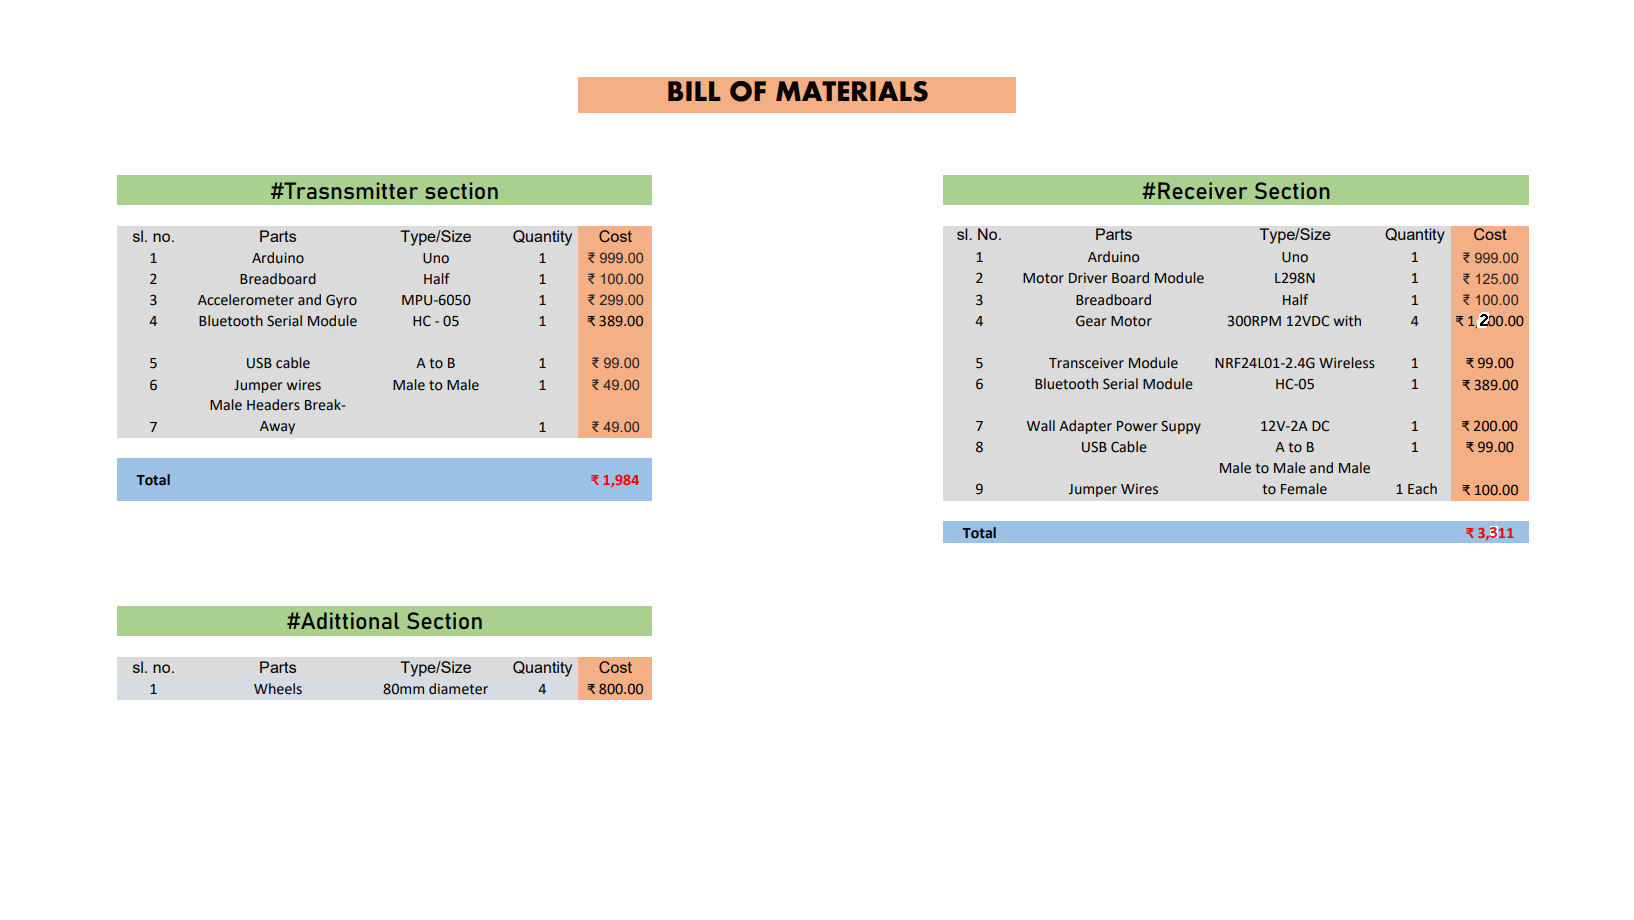 BILL OF MATERIALS
#Trasnsmitter section
sl. no. Parts Type/Size Quantity Cost
1 Arduino Uno 1 ₹ 999.00
2 Breadboard Half 1 ₹ 100.00
3 Accelerometer and Gyro MPU-6050 1 ₹ 299.00
4 Bluetooth Serial Module HC - 05 1 ₹ 389.00
5 USB cable A to B 1 ₹ 99.00
6 Jumper wires Male to Male 1 ₹ 49.00
Male Headers Break-
7 Away 1 ₹ 49.00
Total ₹ 1,984
#Receiver Section
sl. No. Parts Type/Size Quantity Cost
1 Arduino Uno 1 ₹ 999.00
2 Motor Driver Board Module L298N 1 ₹ 125.00
3 Breadboard Half 1 ₹ 100.00
4 Gear Motor 300RPM 12VDC with 4 ₹ 1,200.00
5 Transceiver Module NRF24L01-2.4G Wireless 1 ₹ 99.00
6 Bluetooth Serial Module HC-05 1 ₹ 389.00
7 Wall Adapter Power Suppy 12V-2A DC 1 ₹ 200.00
8 USB Cable A to B 1 ₹ 99.00
Male to Male and Male
9 Jumper Wires to Female 1 Each ₹ 100.00
Total ₹ 3,311
#Adittional Section
sl. no. Parts Type/Size Quantity Cost
1 Wheels 80mm diameter 4 ₹ 800.00